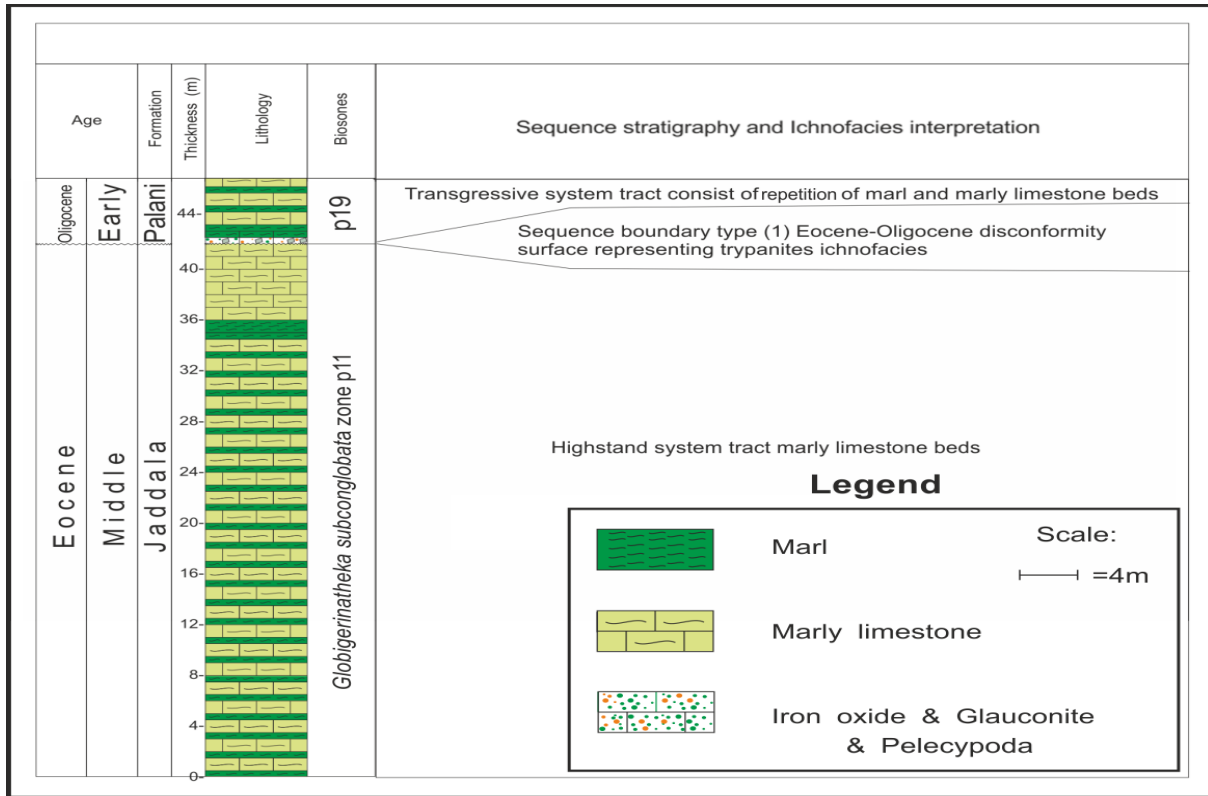 Age
Formation
Thickness (m)
Lithology
Biosones
Sequence stratigraphy and Ichnofacies interpretation
Oligocene
Early
Palani
p19
Transgressive system tract consist of repetition of marl and marly limestone beds
Sequence boundary type (1) Eocene-Oligocene disconformity
surface representing trypanites ichnofacies
Eocene
Middle
Jaddala
Globigerinatheka subconglobata zone p11
44-
40-
36-
32-
28-
24-
20-
16-
12-
8-
4-
0-
Highstand system tract marly limestone beds
Legend
Marl
Scale:
=4m
Marly limestone
Iron oxide & Glauconite
& Pelecypoda